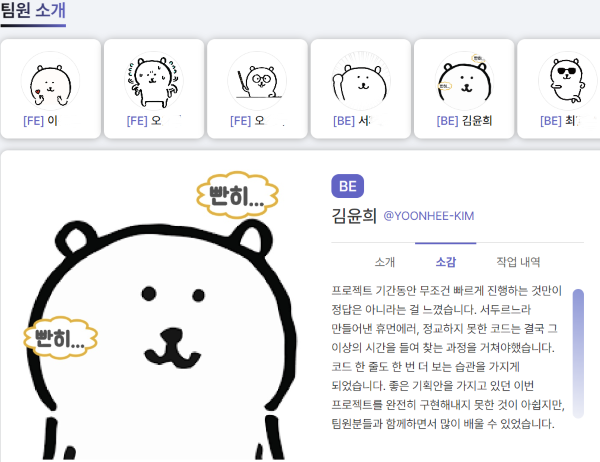 팀원 소개
[FE] 이
[FE] 오
[FE] 오
[BE] 서
빤히...
빤히...
[BE] 김윤희
[BE] 최
빤히...
빤히...
BE
김윤희 @YOONHEE-KIM
소개 소감 작업 내역
프로젝트 기간동안 무조건 빠르게 진행하는 것만이
정답은 아니라는 걸 느꼈습니다. 서두르느라
만들어낸 휴먼에러, 정교하지 못한 코드는 결국 그
이상의 시간을 들여 찾는 과정을 거쳐야했습니다.
코드 한 줄도 한 번 더 보는 습관을 가지게
되었습니다. 좋은 기획안을 가지고 있던 이번
프로젝트를 완전히 구현해내지 못한 것이 아쉽지만,
팀원분들과 함께하면서 많이 배울 수 있었습니다.